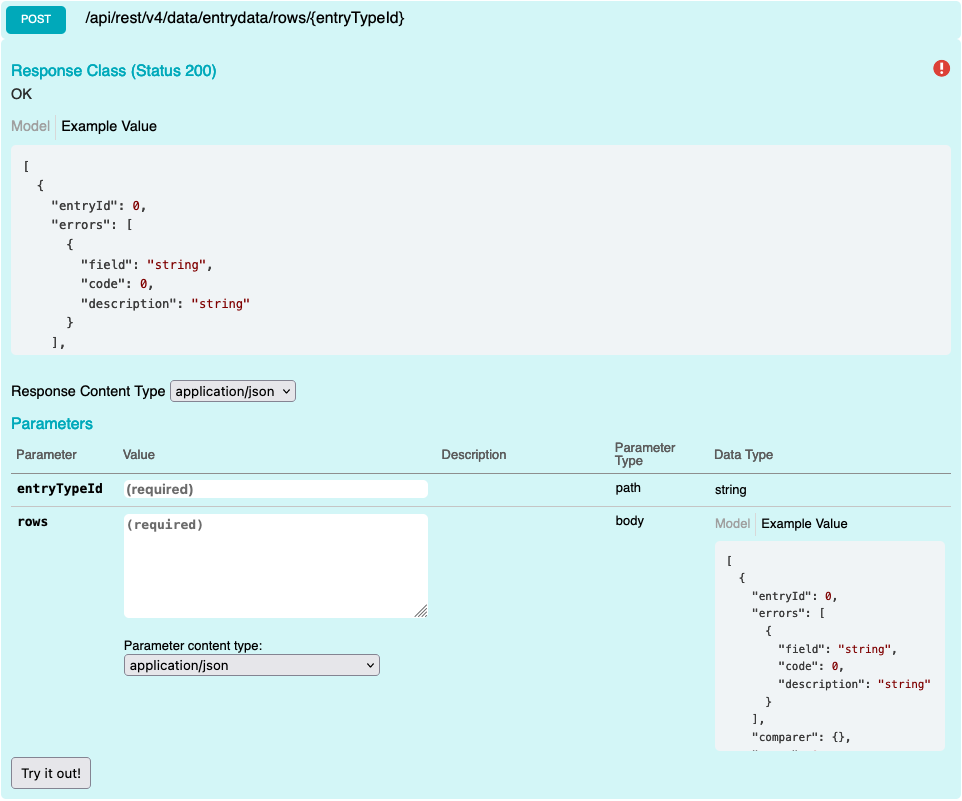 POST /api/rest/v4/data/entrydata/rows/{entryTypeId}
Response Class (Status 200)
OK
Model Example Value
[
  {
    "entryId": 0,
    "errors": [
      {
        "field": "string",
        "code": 0,
        "description": "string"
      }
    ],
Response Content Type application/json
Parameters
Parameter Value Description Parameter Type Data Type
entryTypeId (required) path string
rows (required) body Model Example Value
[
  {
    "entryId": 0,
    "errors": [
      {
        "field": "string",
        "code": 0,
        "description": "string"
      }
    ],
    "comparer": {},
Parameter content type:
application/json
Try it out!